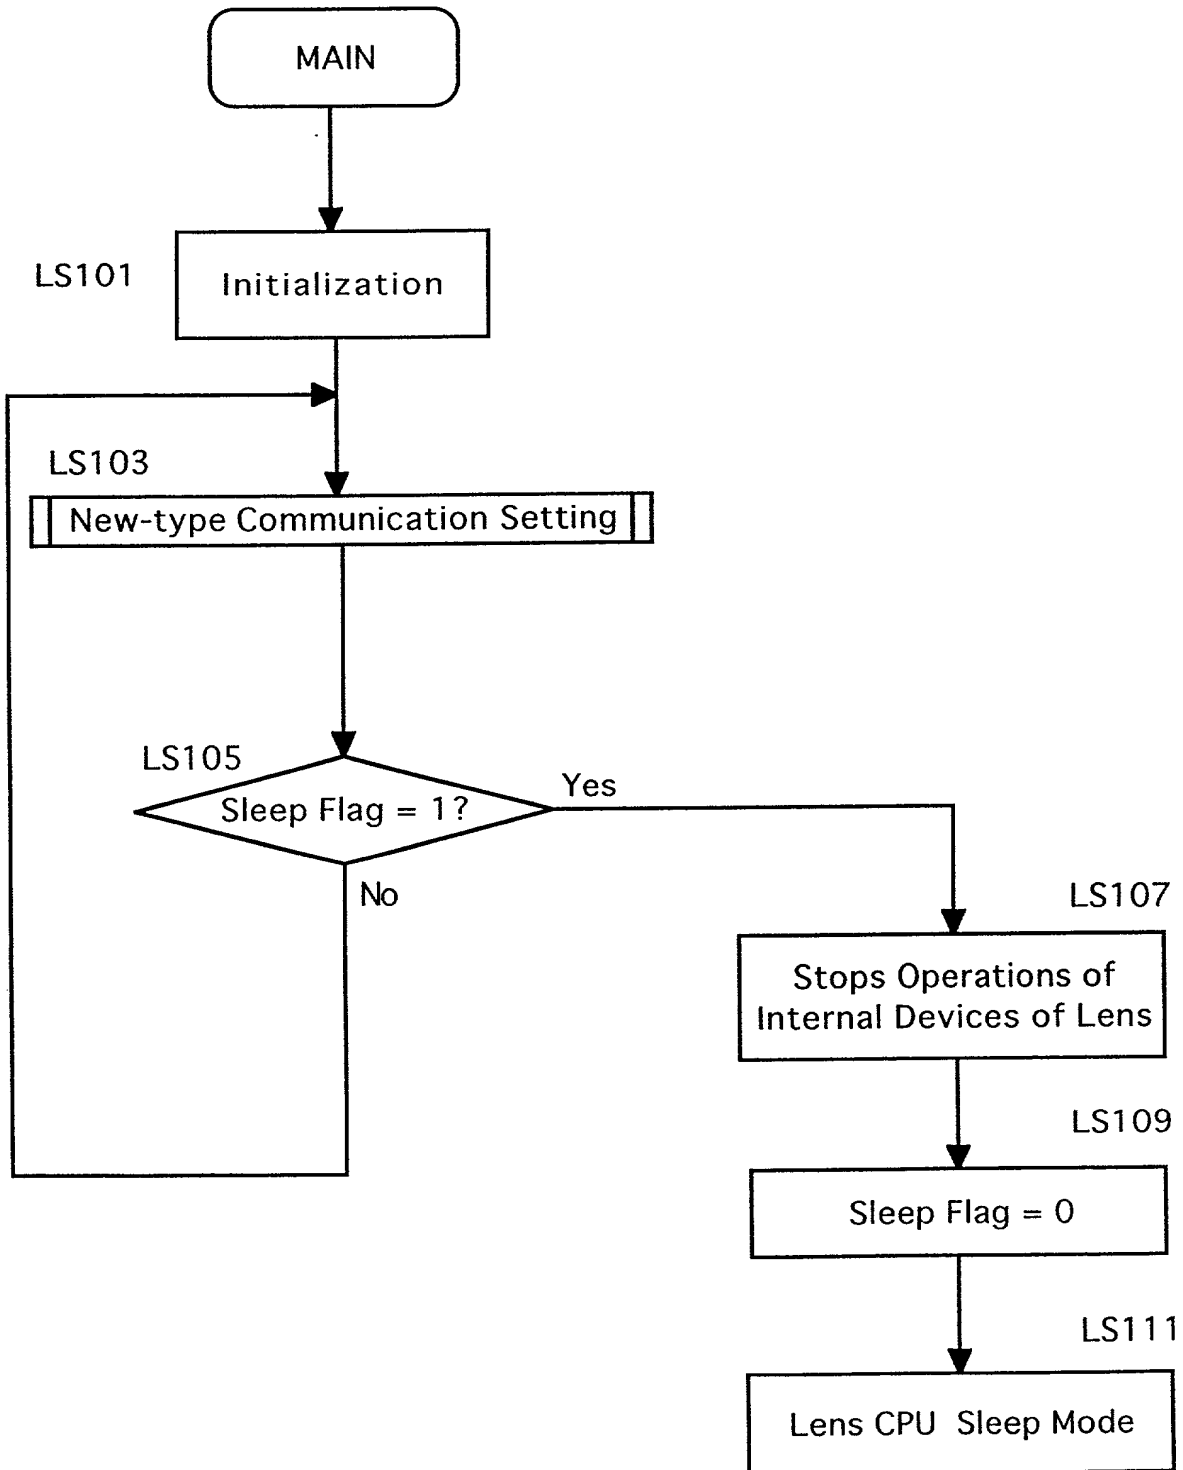 MAIN
LS101
Initialization
LS103
New-type Communication Setting
LS105
Sleep Flag = 1?
Yes
No
LS107
Stops Operations of
Internal Devices of Lens
LS109
Sleep Flag = 0
LS111
Lens CPU Sleep Mode